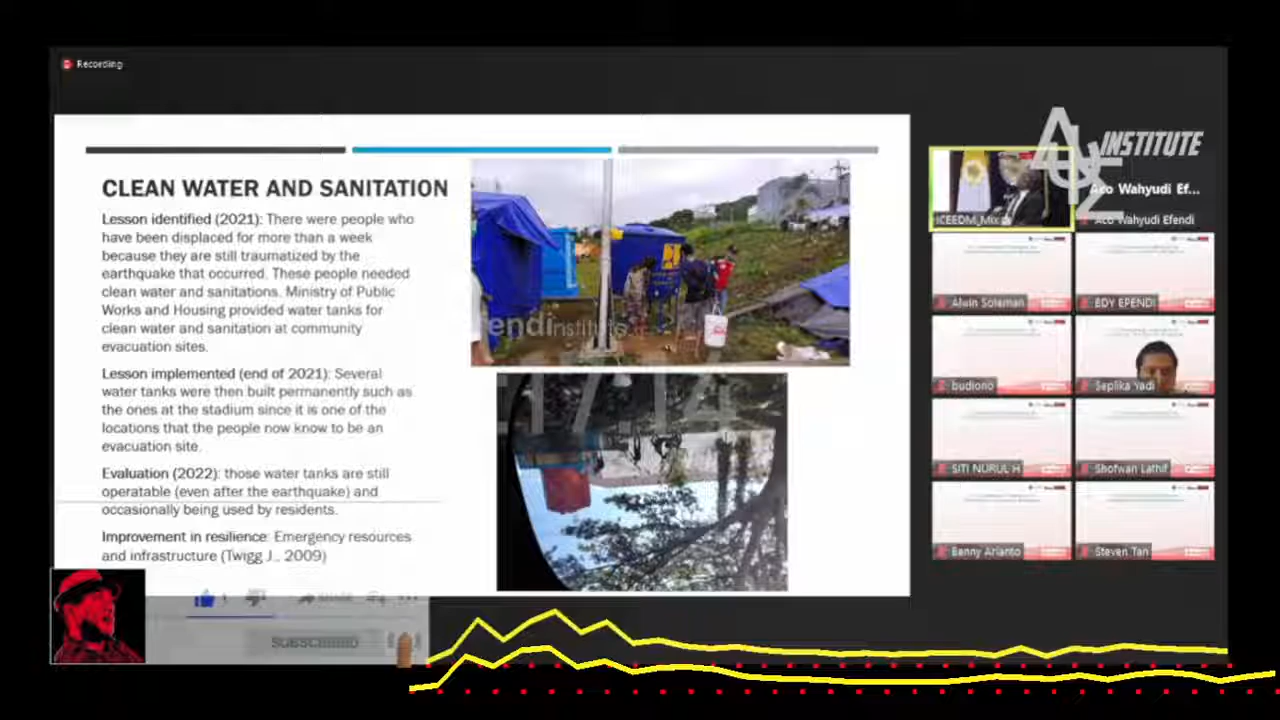 Recording
CLEAN WATER AND SANITATION
Lesson identified (2021): There were people who
have been displaced for more than a week
because they are still traumatized by the
earthquake that occurred. These people needed
clean water and sanitations. Ministry of Public
Works and Housing provided water tanks for
clean water and sanitation at community
evacuation sites.
Lesson implemented (end of 2021): Several
water tanks were then built permanently such as
the ones at the stadium since it is one of the
locations that the people now know to be an
evacuation site.
Evaluation (2022): those water tanks are still
operatable (even after the earthquake) and
occasionally being used by residents.
Improvement in resilience: Emergency resources
and infrastructure (Twigg J., 2009)
endi institute
:17:14
INSTITUTE
Aco Wahyudi Ef...
Aco Wahyudi Efendi
Alvin Soleman
EDY EPENDI
budiono
Seplika Yadi
SITI NURUL H
Shofwan Lathif
Benny Arianto
Steven Tan
SHARE